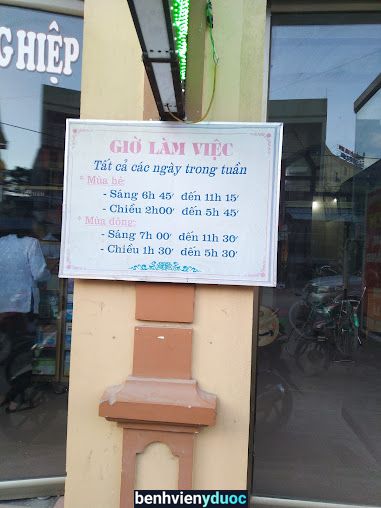 GHIỆP
GIỜ LÀM VIỆC
Tất cả các ngày trong tuần
* Mùa hè:
- Sáng 6h 45' đến 11h 15'
- Chiều 2h00' đến 5h 45'
* Mùa đông:
- Sáng 7h 00' đến 11h 30'
- Chiều 1h 30' đến 5h 30'
benhvienyduoc